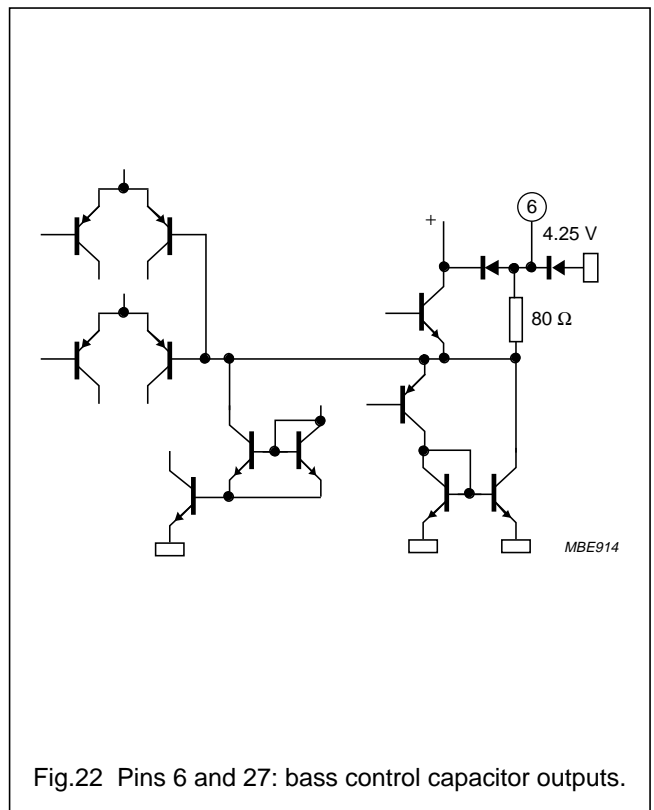 6
+
4.25 V
80 Ω
MBE914
Fig.22 Pins 6 and 27: bass control capacitor outputs.